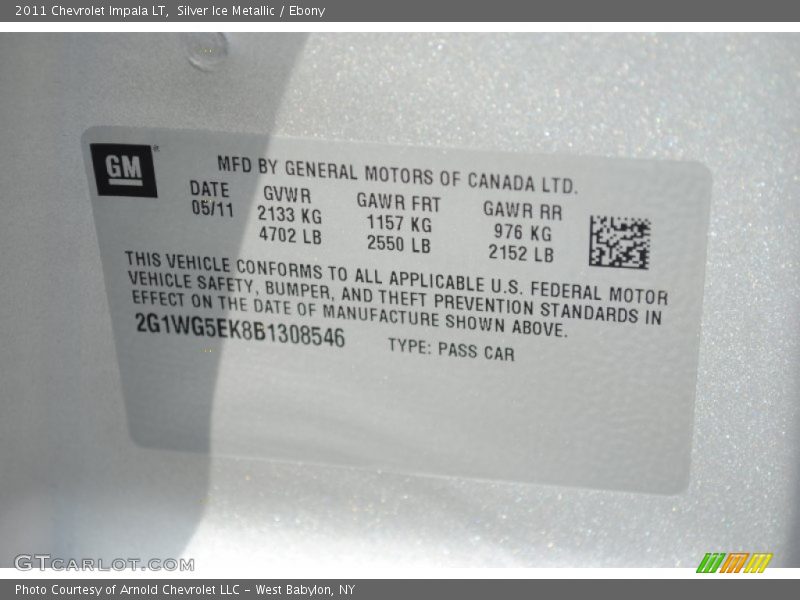 2011 Chevrolet Impala LT, Silver Ice Metallic / Ebony
GM®
MFD BY GENERAL MOTORS OF CANADA LTD.
DATE GVWR GAWR FRT GAWR RR
05/11 2133 KG 1157 KG 976 KG
4702 LB 2550 LB 2152 LB
THIS VEHICLE CONFORMS TO ALL APPLICABLE U.S. FEDERAL MOTOR
VEHICLE SAFETY, BUMPER, AND THEFT PREVENTION STANDARDS IN
EFFECT ON THE DATE OF MANUFACTURE SHOWN ABOVE.
2G1WG5EK8B1308546 TYPE: PASS CAR
GTCARLOT.COM
Photo Courtesy of Arnold Chevrolet LLC - West Babylon, NY